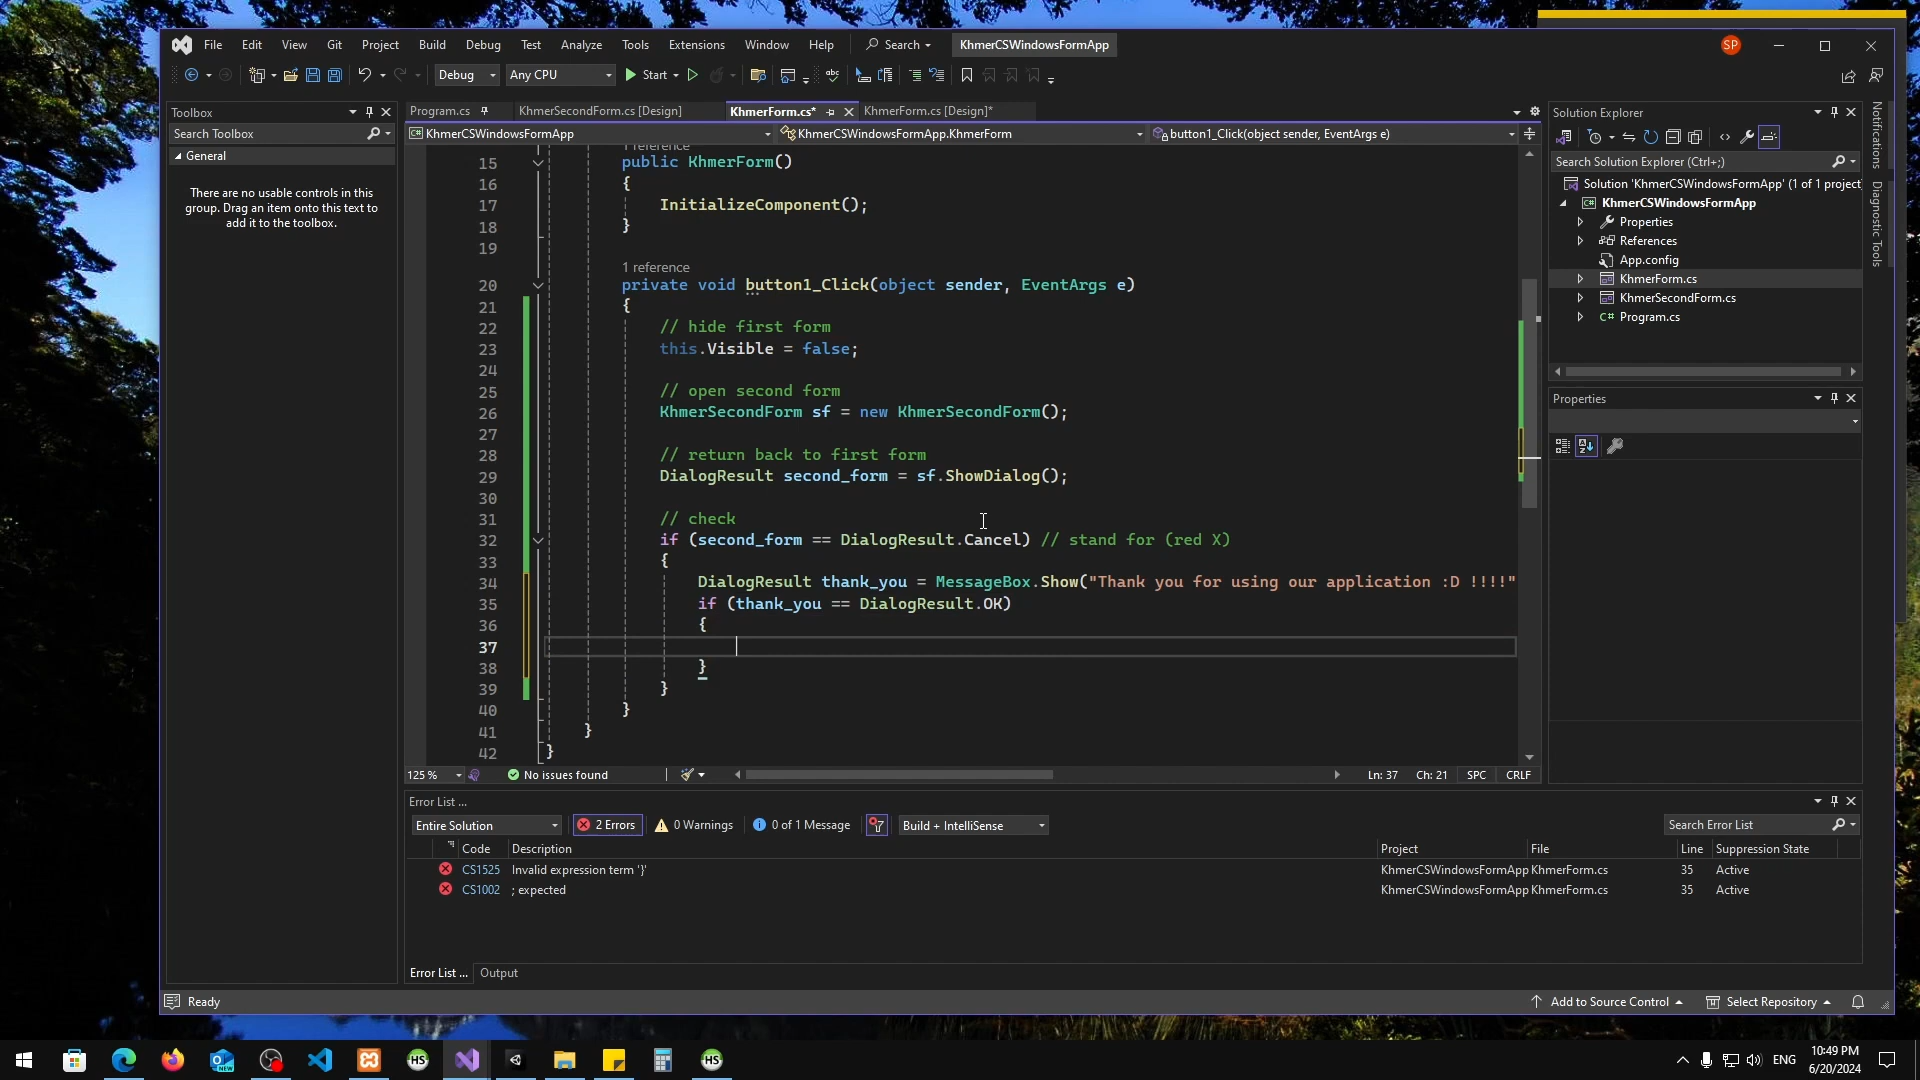 File Edit View Git Project Build Debug Test Analyze Tools Extensions Window Help Search KhmerCSWindowsFormApp SP
Debug Any CPU Start
Toolbox
Search Toolbox
General
There are no usable controls in this
group. Drag an item onto this text to
add it to the toolbox.
Program.cs KhmerSecondForm.cs [Design] KhmerForm.cs* KhmerForm.cs [Design]*
KhmerCSWindowsFormApp KhmerCSWindowsFormApp.KhmerForm button1_Click(object sender, EventArgs e)
1 reference
15 public KhmerForm()
16 {
17 InitializeComponent();
18 }
19
1 reference
20 private void button1_Click(object sender, EventArgs e)
21 {
22 // hide first form
23 this.Visible = false;
24
25 // open second form
26 KhmerSecondForm sf = new KhmerSecondForm();
27
28 // return back to first form
29 DialogResult second_form = sf.ShowDialog();
30
31 // check
32 if (second_form == DialogResult.Cancel) // stand for (red X)
33 {
34 DialogResult thank_you = MessageBox.Show("Thank you for using our application :D !!!!"
35 if (thank_you == DialogResult.OK)
36 {
37
38 }
39 }
40 }
41 }
42 }
125 % No issues found Ln: 37 Ch: 21 SPC CRLF
Solution Explorer
Search Solution Explorer (Ctrl+;)
Solution 'KhmerCSWindowsFormApp' (1 of 1 project
KhmerCSWindowsFormApp
Properties
References
App.config
KhmerForm.cs
KhmerSecondForm.cs
C# Program.cs
Properties
Notifications
Diagnostic Tools
Error List ...
Entire Solution 2 Errors 0 Warnings 0 of 1 Message Build + IntelliSense Search Error List
Code Description Project File Line Suppression State
CS1525 Invalid expression term '}' KhmerCSWindowsFormApp KhmerForm.cs 35 Active
CS1002 ; expected KhmerCSWindowsFormApp KhmerForm.cs 35 Active
Error List ... Output
Ready Add to Source Control Select Repository
NEW HS HS ENG
10:49 PM
6/20/2024